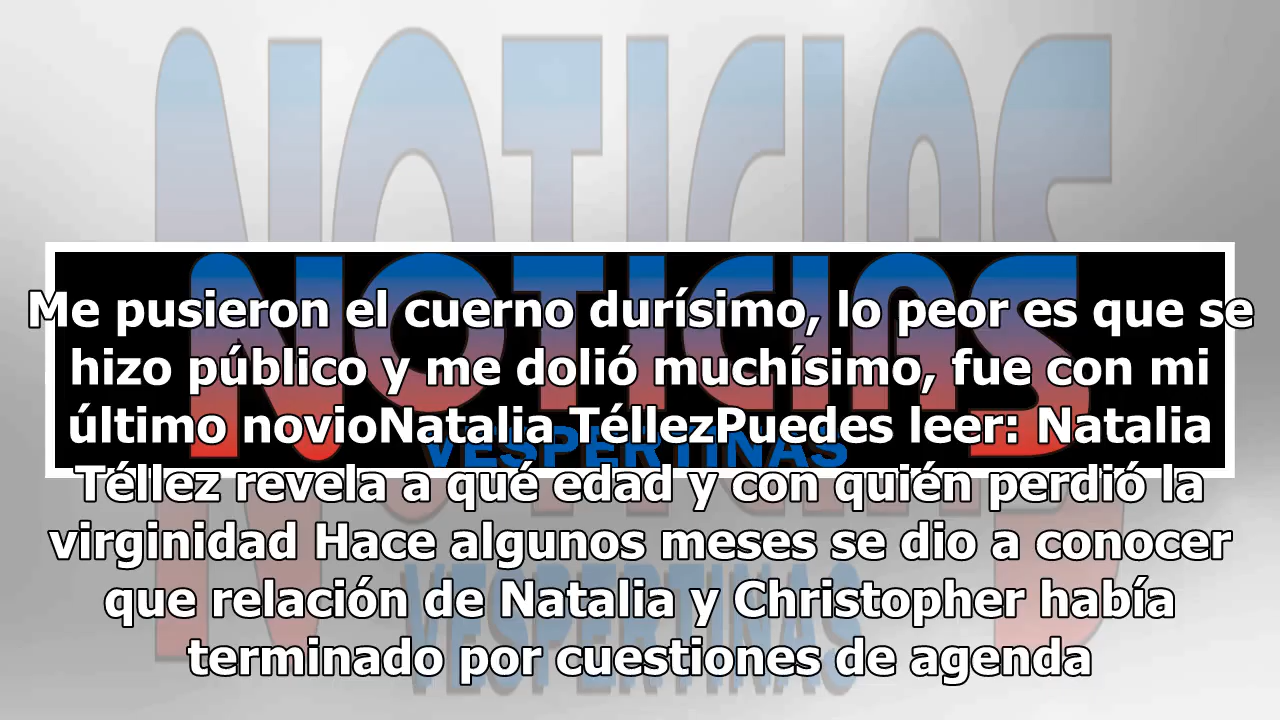 NOTICIAS
NOTICIAS
Me pusieron el cuerno durísimo, lo peor es que se
hizo público y me dolió muchísimo, fue con mi
último novioNatalia TéllezPuedes leer: Natalia
VESPERTINAS
Téllez revela a qué edad y con quién perdió la
virginidad Hace algunos meses se dio a conocer
que relación de Natalia y Christopher había
VESPERTINAS
terminado por cuestiones de agenda